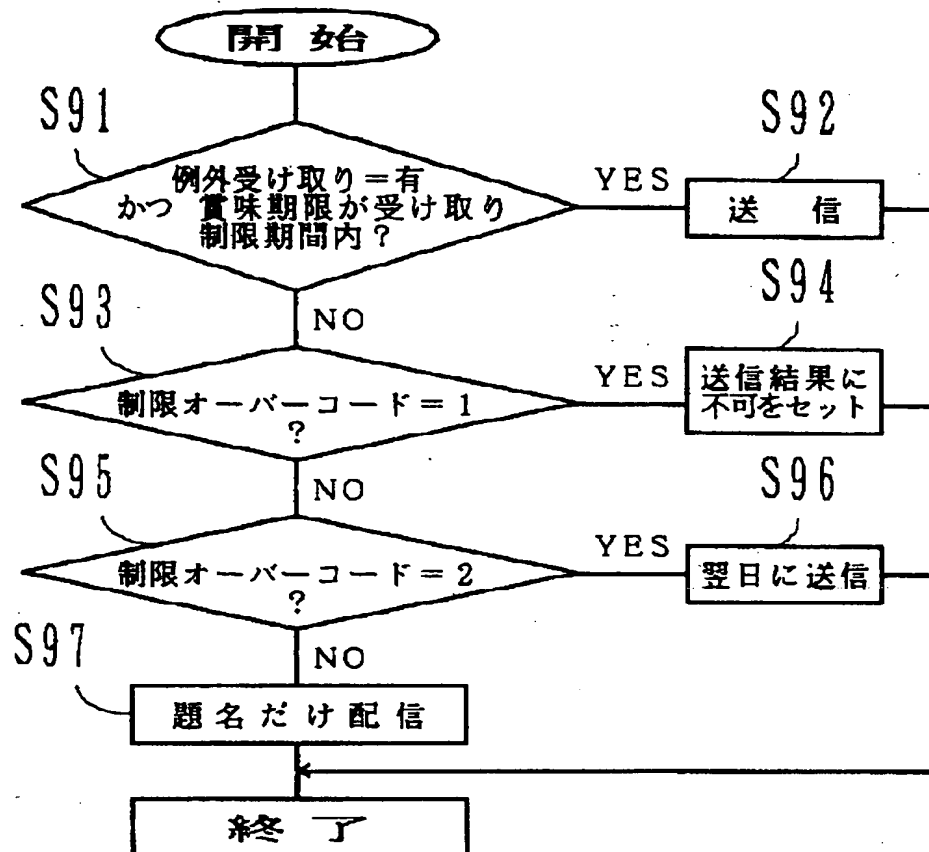 開始
S91
S92
例外受け取り＝有
かつ 賞味期限が受け取り
制限期間内？
YES
送信
NO
S93
S94
制限オーバーコード＝1
？
YES
送信結果に
不可をセット
NO
S95
S96
制限オーバーコード＝2
？
YES
翌日に送信
NO
S97
題名だけ配信
終了